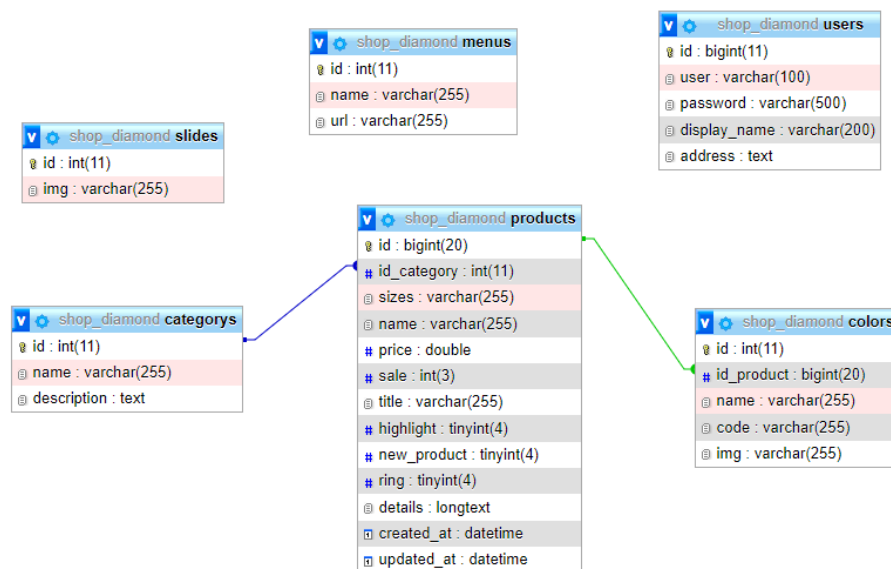 shop_diamond menus
id : int(11)
name : varchar(255)
url : varchar(255)
shop_diamond users
id : bigint(11)
user : varchar(100)
password : varchar(500)
display_name : varchar(200)
address : text
shop_diamond slides
id : int(11)
img : varchar(255)
shop_diamond products
id : bigint(20)
id_category : int(11)
sizes : varchar(255)
name : varchar(255)
price : double
sale : int(3)
title : varchar(255)
highlight : tinyint(4)
new_product : tinyint(4)
ring : tinyint(4)
details : longtext
created_at : datetime
updated_at : datetime
shop_diamond categorys
id : int(11)
name : varchar(255)
description : text
shop_diamond colors
id : int(11)
id_product : bigint(20)
name : varchar(255)
code : varchar(255)
img : varchar(255)